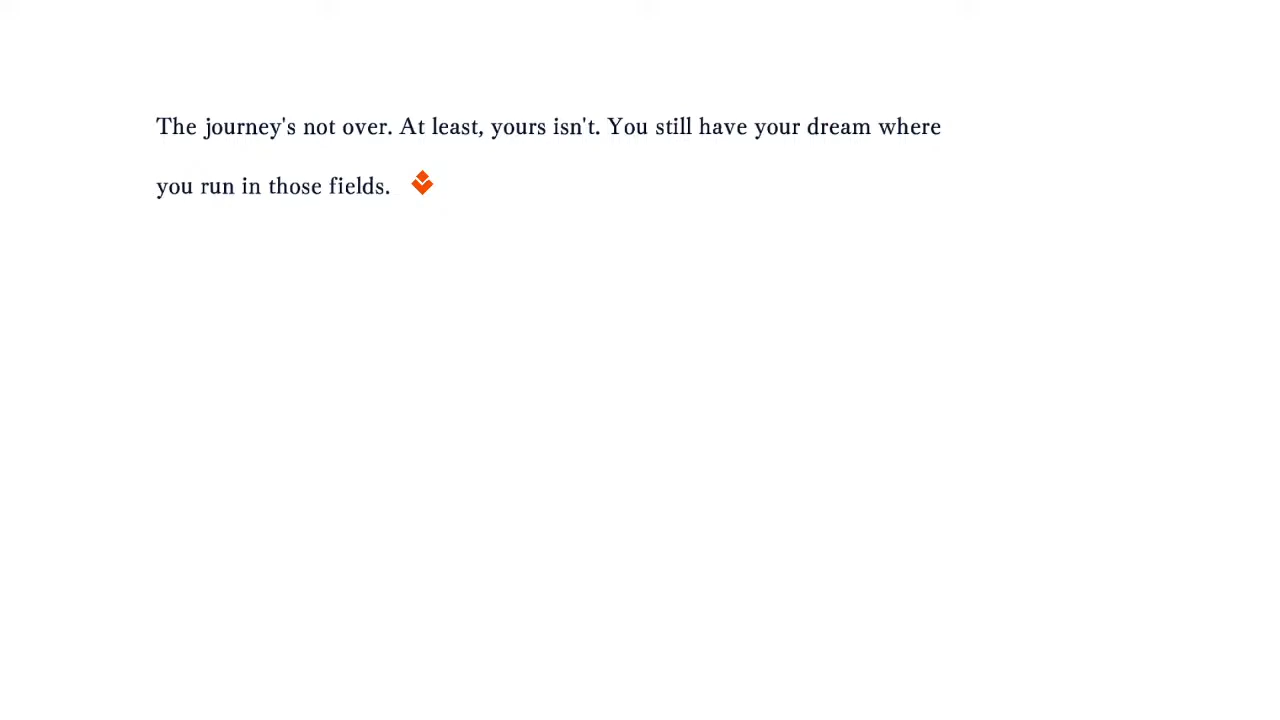 The journey's not over. At least, yours isn't. You still have your dream where
you run in those fields.